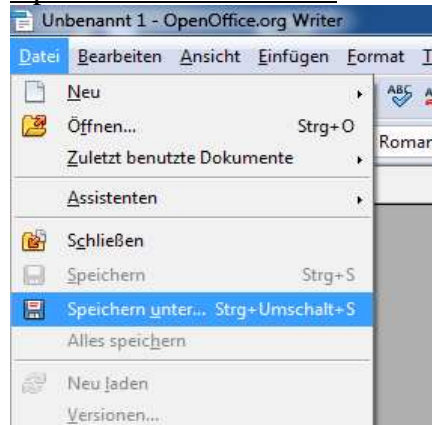 Unbenannt 1 - OpenOffice.org Writer
Datei Bearbeiten Ansicht Einfügen Format
Neu
Öffnen... Strg+O
Zuletzt benutzte Dokumente
Assistenten
Schließen
Speichern Strg+S
Speichern unter... Strg+Umschalt+S
Alles speichern
Neu laden
Versionen...
ABC